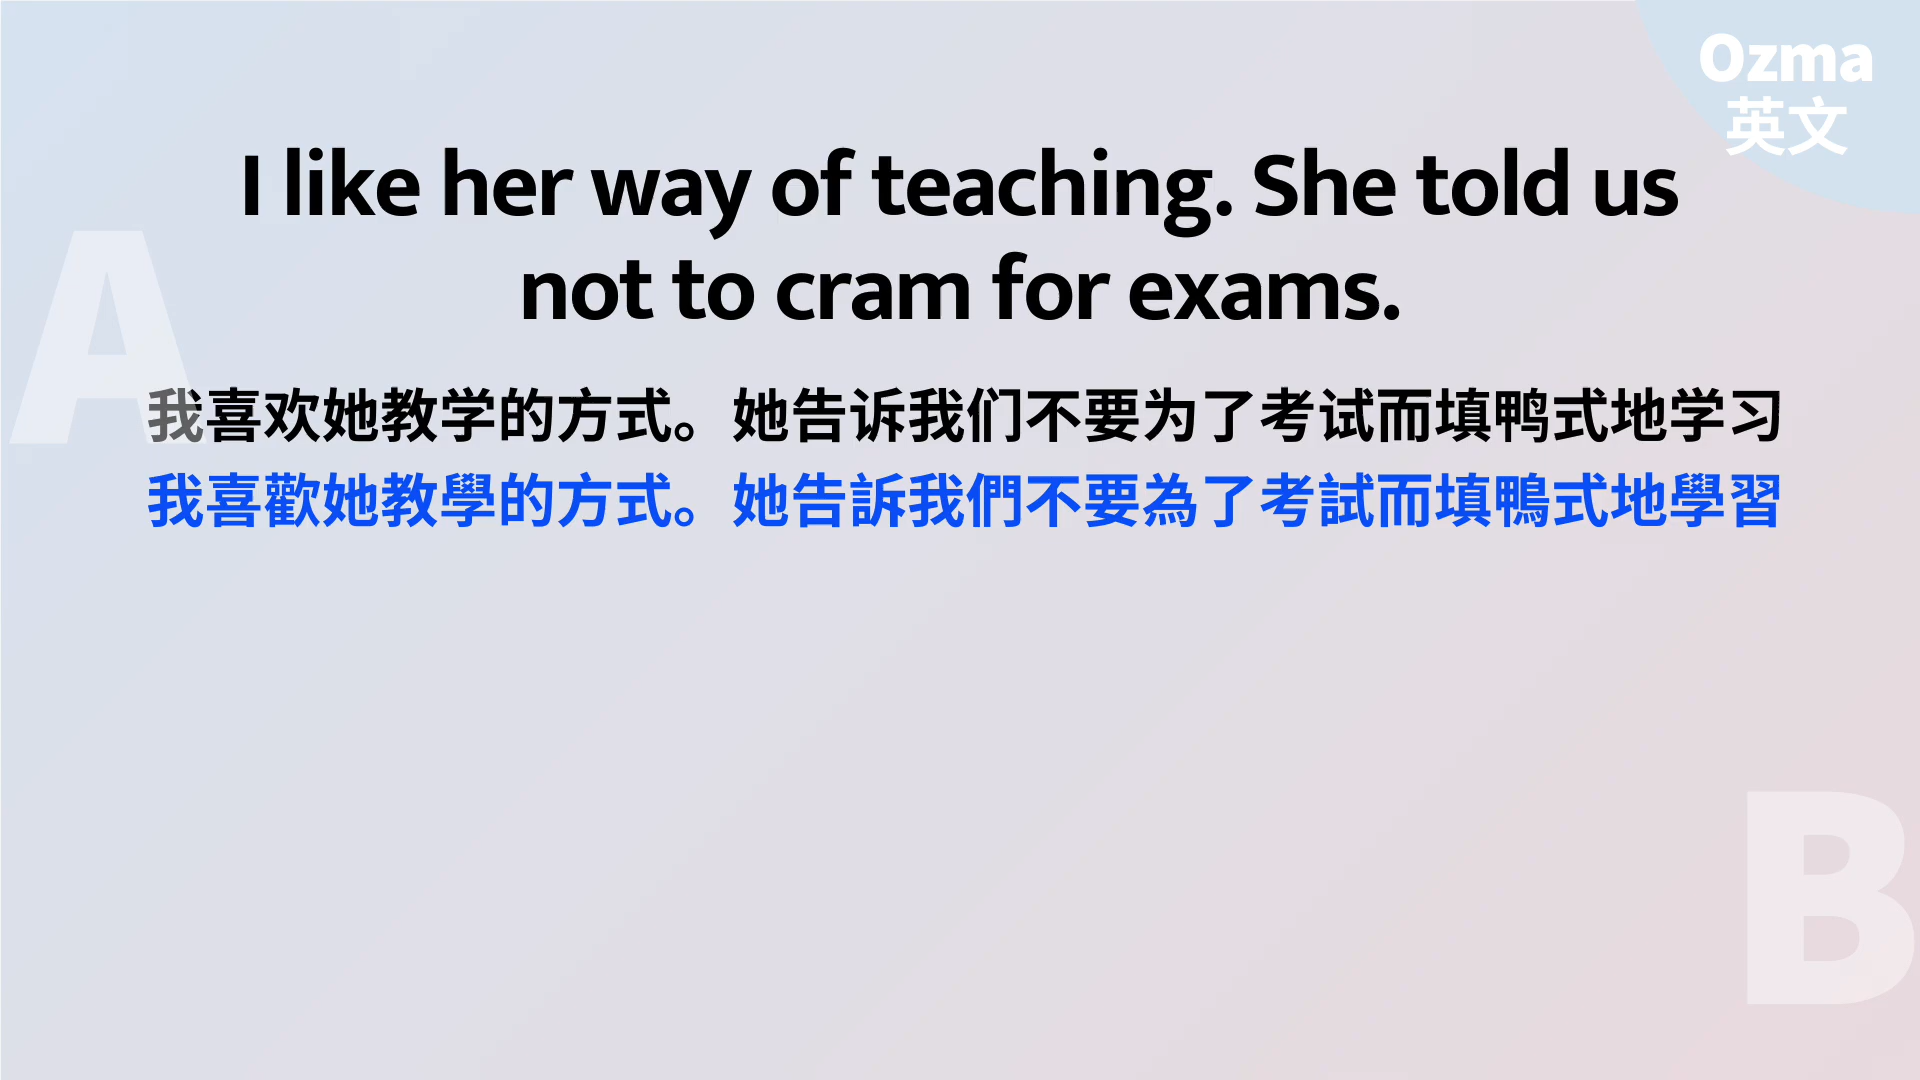 Ozma
英文
I like her way of teaching. She told us
not to cram for exams.
A
我喜欢她教学的方式。她告诉我们不要为了考试而填鸭式地学习
我喜歡她教學的方式。她告訴我們不要為了考試而填鴨式地學習
B